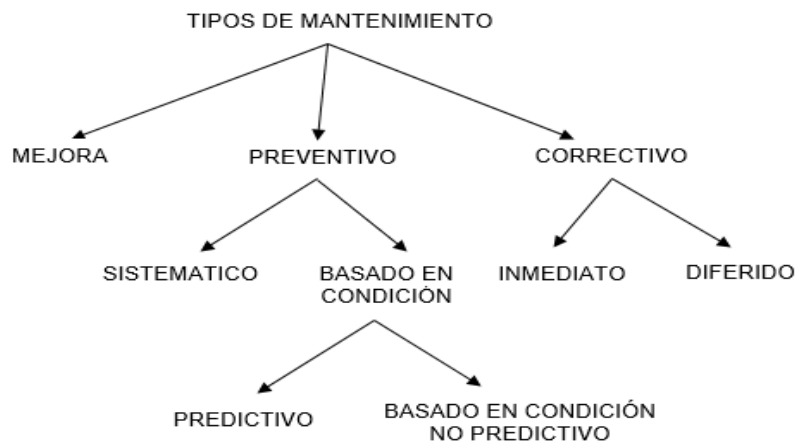 TIPOS DE MANTENIMIENTO
MEJORA
PREVENTIVO
CORRECTIVO
SISTEMATICO
BASADO EN
CONDICIÓN
INMEDIATO
DIFERIDO
PREDICTIVO
BASADO EN CONDICIÓN
NO PREDICTIVO